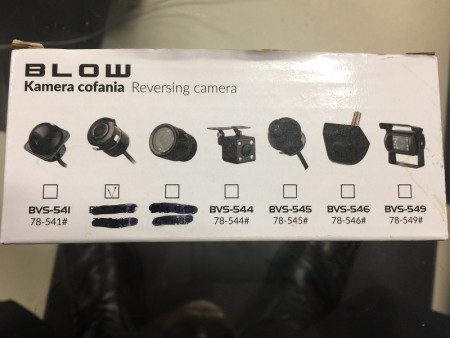 BLOW
Kamera cofania Reversing camera
BVS-541 BVS-544 BVS-545 BVS-546 BVS-549
78-541# 78-544# 78-545# 78-546# 78-549#